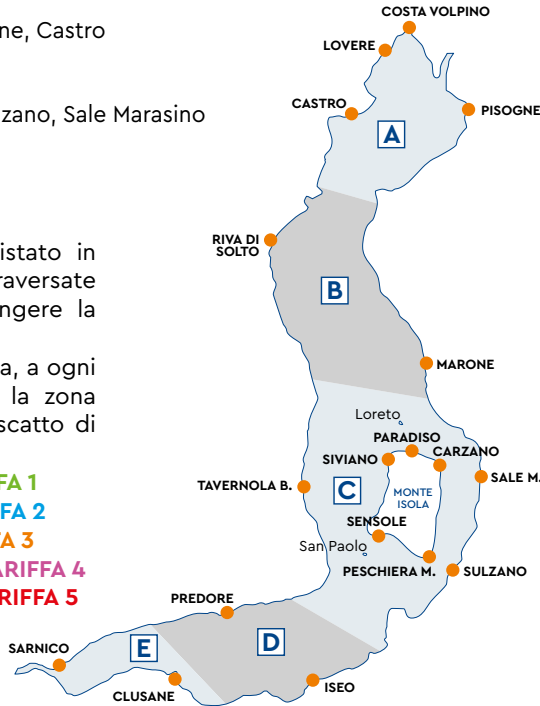 ne, Castro
zano, Sale Marasino
istato in
raversate
ngere la
a, a ogni
la zona
scatto di
FA 1
FFA 2
FA 3
ARIFFA 4
RIFFA 5
COSTA VOLPINO
LOVERE
CASTRO
PISOGNE
A
RIVA DI
SOLTO
B
MARONE
Loreto
PARADISO
SIVIANO
CARZANO
TAVERNOLA B.
C
MONTE
ISOLA
SALE M.
SENSOLE
San Paolo
PESCHIERA M.
SULZANO
PREDORE
D
SARNICO
E
CLUSANE
ISEO